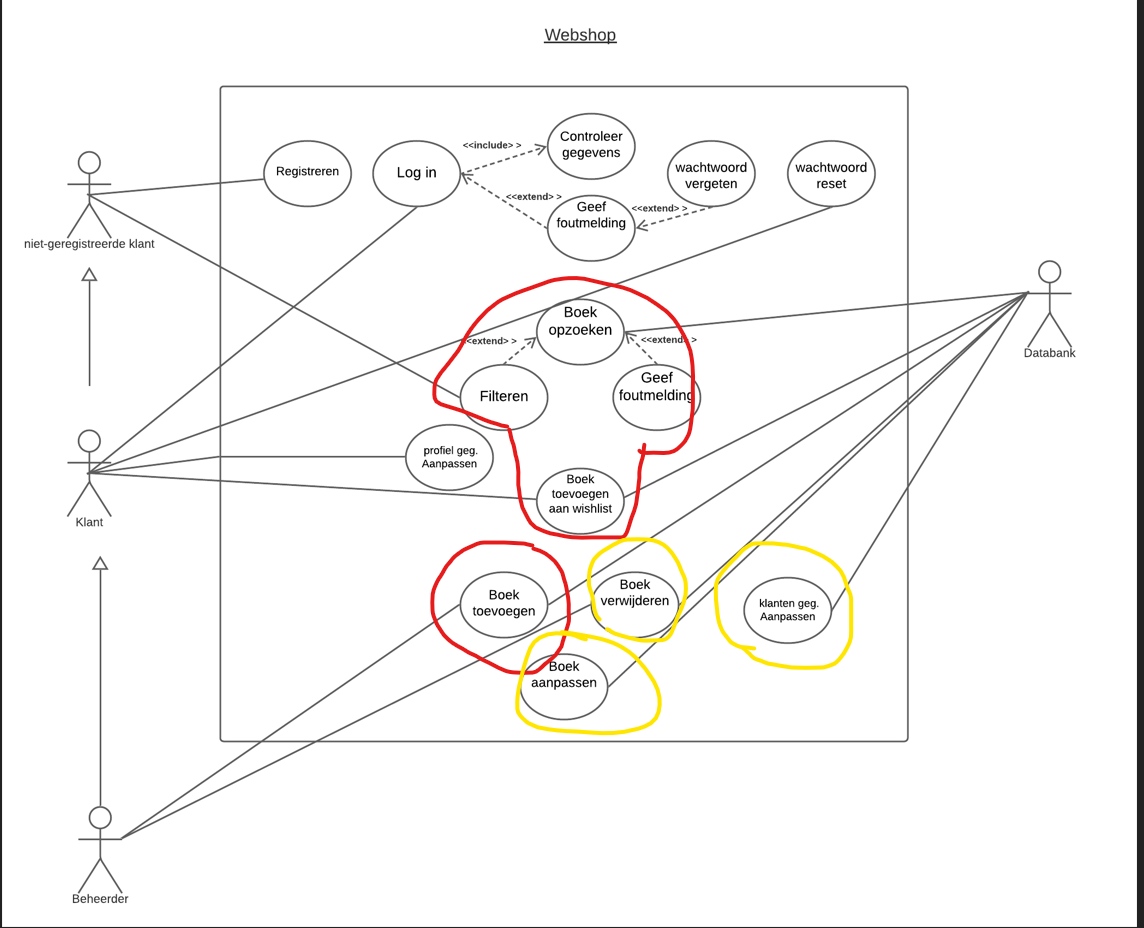 Webshop
Controleer
gegevens
<<include> >
Registreren
Log in
wachtwoord
vergeten
wachtwoord
reset
<<extend> >
<<extend> >
Geef
foutmelding
niet-geregistreerde klant
Boek
opzoeken
<<extend> >
<<extend> >
Databank
Filteren
Geef
foutmelding
profiel geg.
Aanpassen
Boek
toevoegen
aan wishlist
Klant
Boek
toevoegen
Boek
verwijderen
klanten geg.
Aanpassen
Boek
aanpassen
Beheerder